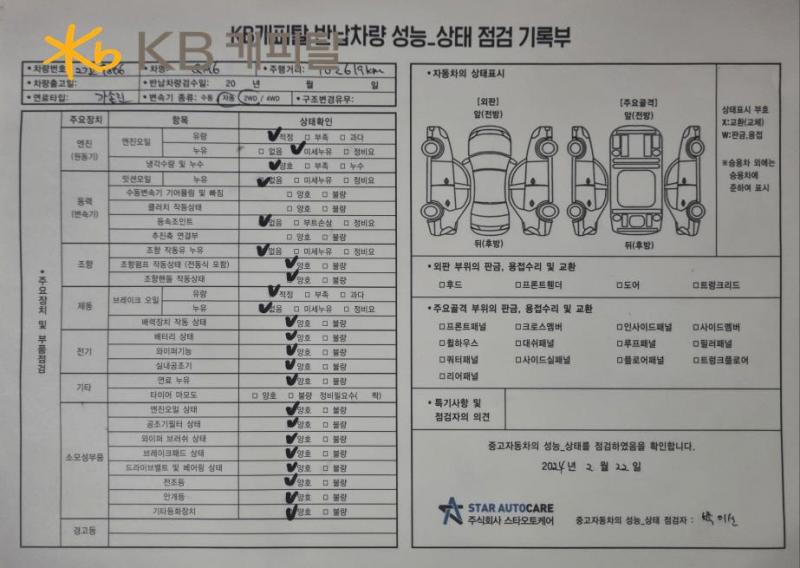 KB캐피탈 반납차량 성능_상태 점검 기록부
KB 캐피탈
• 차량번호: • 차명: QM6 • 주행거리: 102619km
• 차량출고일: • 반납차량검수일: 20 년 월 일
• 연료타입: 가솔린 • 변속기 종류: 수동 / 자동 2WD / 4WD • 구조변경유무:
• 주요장치 및 부품점검
주요장치 항목 상태확인
엔진 (원동기)
엔진오일 유량 ✓적정 □ 부족 □ 과다
누유 □ 없음 ✓미세누유 □ 정비요
냉각수량 및 누수 ✓양호 □ 부족 □ 누수
동력 (변속기)
밋션오일 누유 ✓없음 □ 미세누유 □ 정비요
수동변속기 기어물림 및 빠짐 □ 양호 □ 불량
클러치 작동상태 □ 양호 □ 불량
등속조인트 ✓없음 □ 부트손상 □ 정비요
추진축 연결부 □ 양호 □ 불량
조향
조향 작동유 누유 ✓없음 □ 미세누유 □ 정비요
조향펌프 작동상태 (전동식 포함) ✓양호 □ 불량
조향핸들 작동상태 ✓양호 □ 불량
제동
브레이크 오일 유량 ✓적정 □ 부족 □ 과다
누유 ✓없음 □ 미세누유 □ 정비요
배력장치 작동 상태 ✓양호 □ 불량
전기
배터리 상태 ✓양호 □ 불량
와이퍼기능 ✓양호 □ 불량
실내공조기 ✓양호 □ 불량
기타
연료 누유 ✓양호 □ 불량
타이어 마모도 □ 양호 □ 불량 정비필요수( 짝)
소모성부품
엔진오일 상태 ✓양호 □ 불량
공조기필터 상태 ✓양호 □ 불량
와이퍼 브러쉬 상태 ✓양호 □ 불량
브레이크패드 상태 ✓양호 □ 불량
드라이브벨트 및 베어링 상태 ✓양호 □ 불량
전조등 ✓양호 □ 불량
안개등 ✓양호 □ 불량
기타등화장치 ✓양호 □ 불량
경고등
• 자동차의 상태표시
[외판] [주요골격]
앞(전방) 앞(전방)
뒤(후방) 뒤(후방)
상태표시 부호
X:교환(교체)
W:판금,용접
※승용차 외에는
승용차에
준하여 표시
• 외판 부위의 판금, 용접수리 및 교환
□후드 □프론트휀더 □도어 □트렁크리드
• 주요골격 부위의 판금, 용접수리 및 교환
□프론트패널 □크로스멤버 □인사이드패널 □사이드멤버
□휠하우스 □대쉬패널 □루프패널 □필러패널
□쿼터패널 □사이드실패널 □플로어패널 □트렁크플로어
□리어패널
• 특기사항 및
점검자의 의견
중고자동차의 성능_상태를 점검하였음을 확인합니다.
2024년 2월 22일
STAR AUTOCARE
주식회사 스타오토케어
중고자동차의 성능_상태 점검자 :